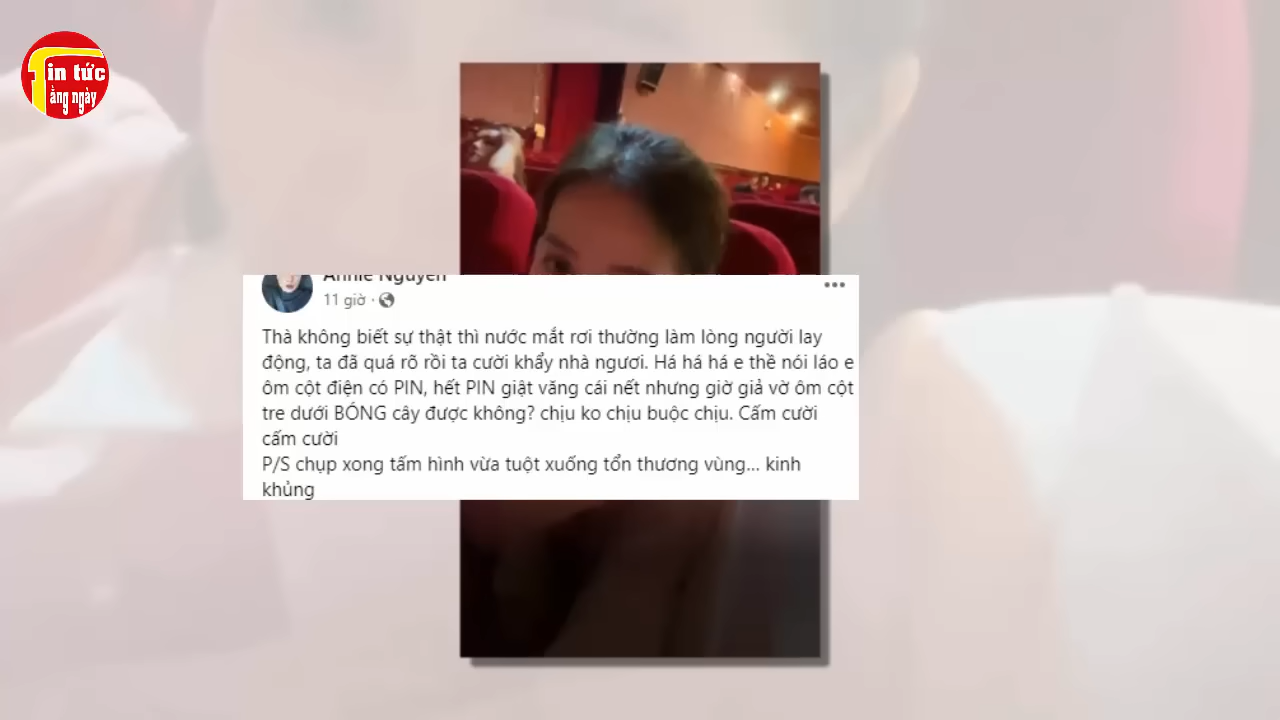 Tin tức
hằng ngày
Annie Nguyen
11 giờ ·
Thà không biết sự thật thì nước mắt rơi thường làm lòng người lay
động, ta đã quá rõ rồi ta cười khẩy nhà ngươi. Há há há e thề nói láo e
ôm cột điện có PIN, hết PIN giật văng cái nết nhưng giờ giả vờ ôm cột
tre dưới BÓNG cây được không? chịu ko chịu buộc chịu. Cấm cười
cấm cười
P/S chụp xong tấm hình vừa tuột xuống tổn thương vùng... kinh
khủng